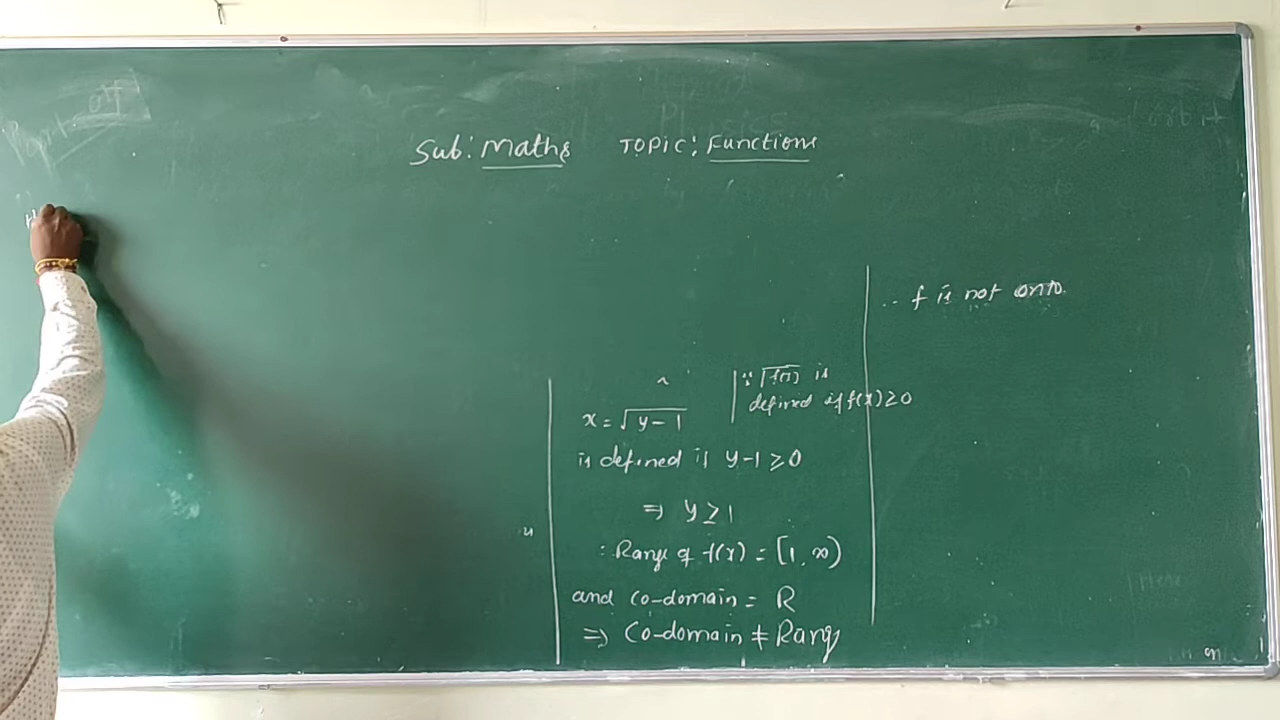 Sub: Maths TOPIC: Functions
∵ √f(x) is
defined if f(x) ≥ 0
x = √y-1
is defined if y-1 ≥ 0
⇒ y ≥ 1
∴ Range of f(x) = [1, ∞)
and Co-domain = R
⇒ Co-domain ≠ Range
∴ f is not onto.